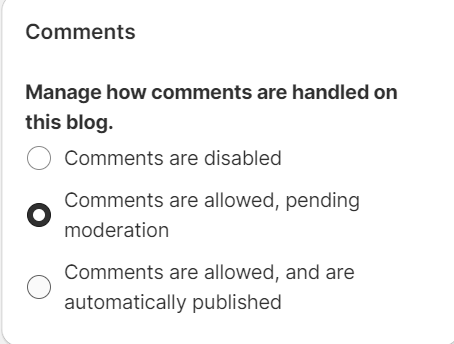 Comments
Manage how comments are handled on
this blog.
Comments are disabled
Comments are allowed, pending
moderation
Comments are allowed, and are
automatically published